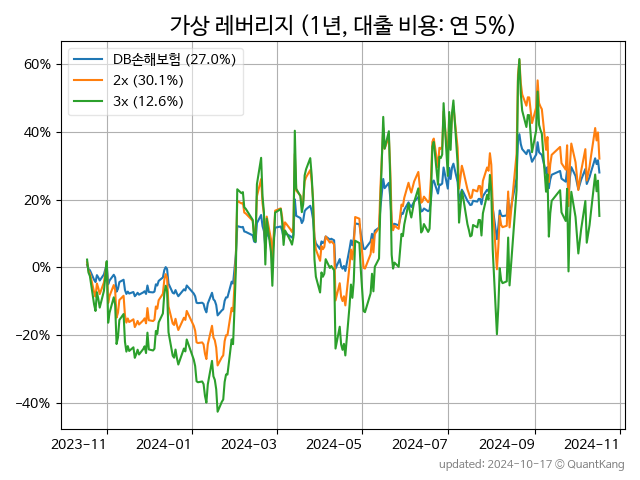 가상 레버리지 (1년, 대출 비용: 연 5%)
DB손해보험 (27.0%)
2x (30.1%)
3x (12.6%)
60%
40%
20%
0%
−20%
−40%
2023-11 2024-01 2024-03 2024-05 2024-07 2024-09 2024-11
updated: 2024-10-17 © QuantKang